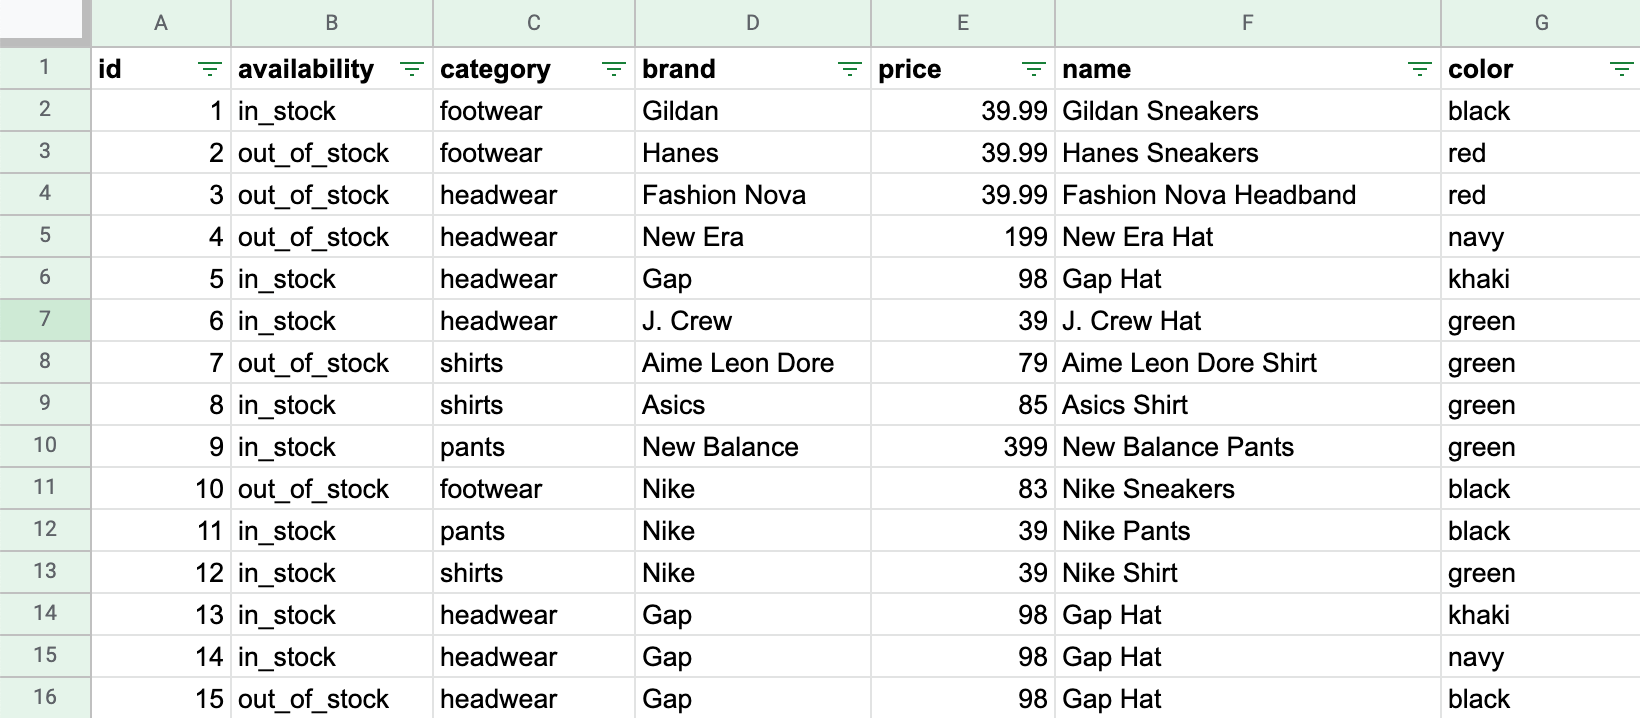 A B C D E F G
1 id availability category brand price name color
2 1 in_stock footwear Gildan 39.99 Gildan Sneakers black
3 2 out_of_stock footwear Hanes 39.99 Hanes Sneakers red
4 3 out_of_stock headwear Fashion Nova 39.99 Fashion Nova Headband red
5 4 out_of_stock headwear New Era 199 New Era Hat navy
6 5 in_stock headwear Gap 98 Gap Hat khaki
7 6 in_stock headwear J. Crew 39 J. Crew Hat green
8 7 out_of_stock shirts Aime Leon Dore 79 Aime Leon Dore Shirt green
9 8 in_stock shirts Asics 85 Asics Shirt green
10 9 in_stock pants New Balance 399 New Balance Pants green
11 10 out_of_stock footwear Nike 83 Nike Sneakers black
12 11 in_stock pants Nike 39 Nike Pants black
13 12 in_stock shirts Nike 39 Nike Shirt green
14 13 in_stock headwear Gap 98 Gap Hat khaki
15 14 in_stock headwear Gap 98 Gap Hat navy
16 15 out_of_stock headwear Gap 98 Gap Hat black